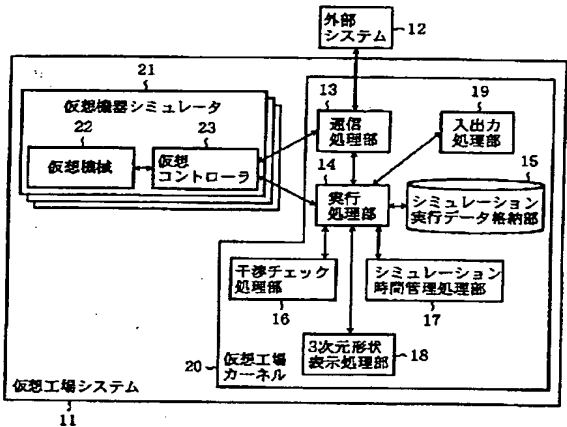 外部
システム
12
21
仮想機器シミュレータ
22
23
仮想機械
仮想
コントローラ
13
通信
処理部
19
入出力
処理部
14
実行
処理部
15
シミュレーション
実行データ格納部
干渉チェック
処理部
16
シミュレーション
時間管理処理部
17
3次元形状
表示処理部
18
20
仮想工場
カーネル
仮想工場システム
11